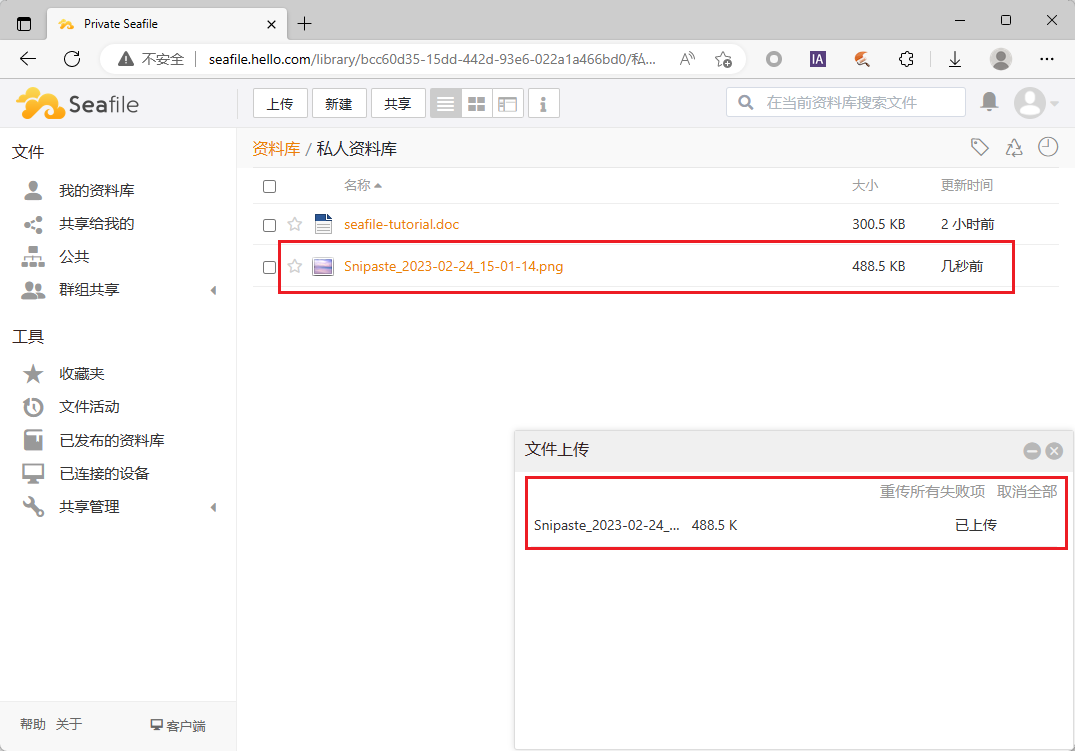 Private Seafile
不安全 seafile.hello.com/library/bcc60d35-15dd-442d-93e6-022a1a466bd0/私...
A
IA
Seafile
上传 新建 共享
在当前资料库搜索文件
文件
我的资料库
共享给我的
公共
群组共享
工具
收藏夹
文件活动
已发布的资料库
已连接的设备
共享管理
帮助 关于 客户端
资料库 / 私人资料库
名称 大小 更新时间
seafile-tutorial.doc 300.5 KB 2 小时前
Snipaste_2023-02-24_15-01-14.png 488.5 KB 几秒前
文件上传
重传所有失败项 取消全部
Snipaste_2023-02-24_... 488.5 K 已上传